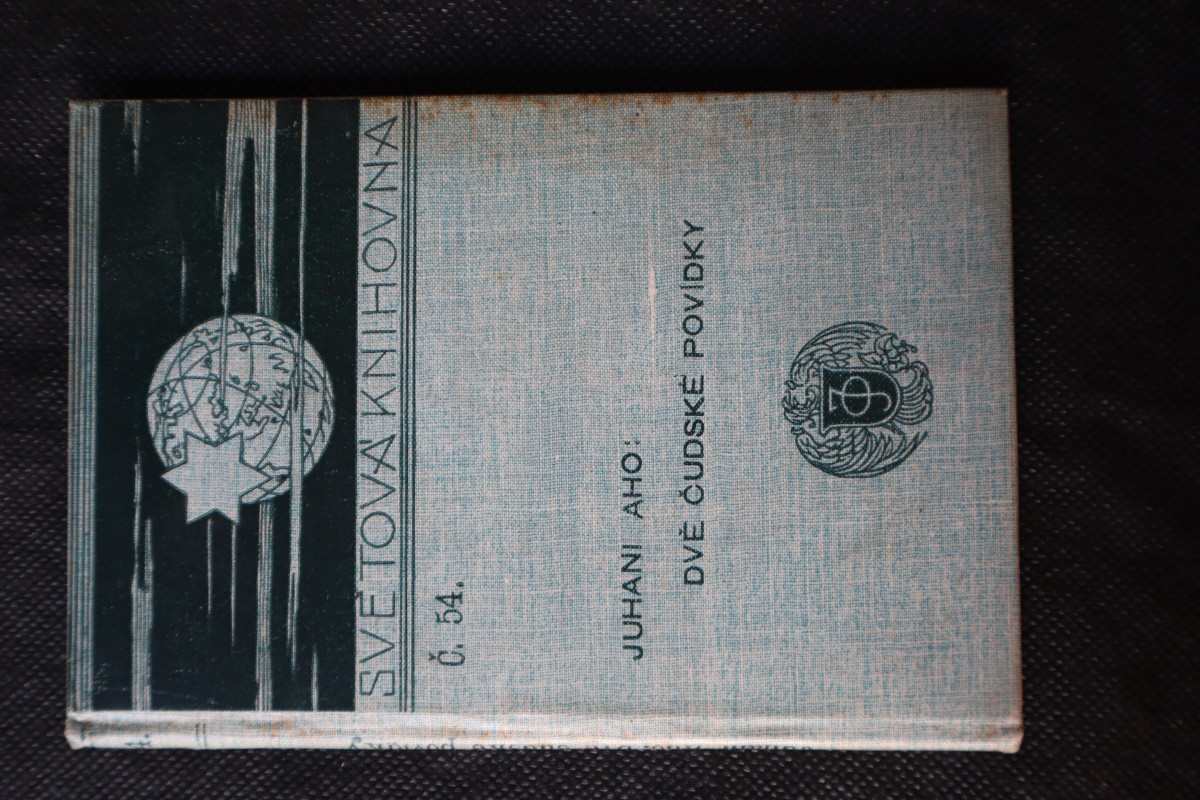 SVĚTOVÁ KNIHOVNA
Č. 54.
JUHANI AHO:
DVĚ ČUDSKÉ POVÍDKY